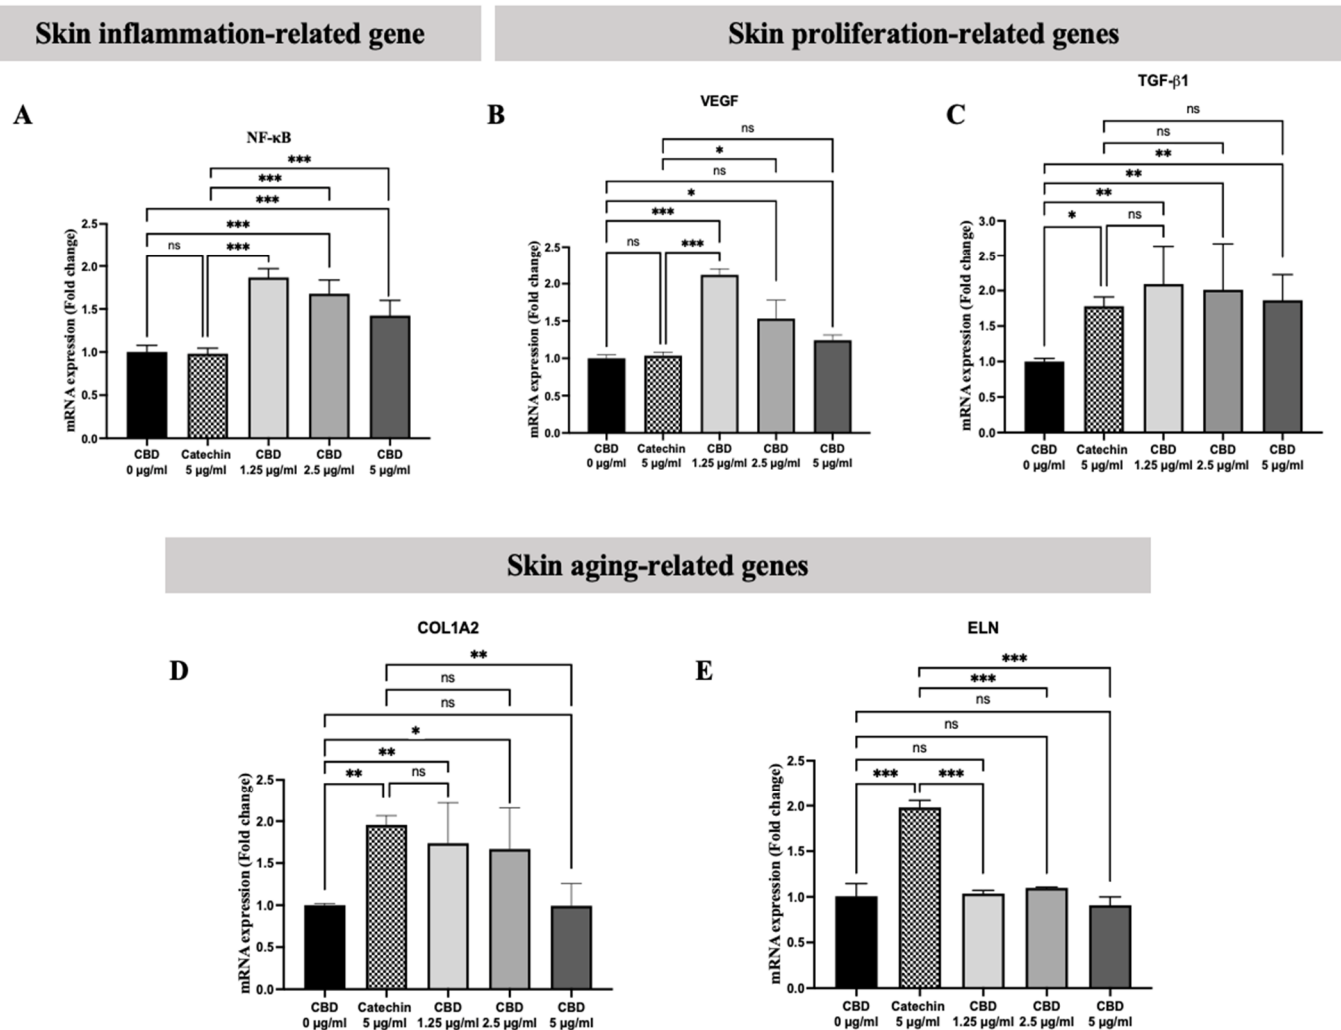 Skin inflammation-related gene
Skin proliferation-related genes
A
NF-κB
***
***
***
***
ns
***
mRNA expression (Fold change)
2.5
2.0
1.5
1.0
0.5
0.0
CBD Catechin CBD CBD CBD
0 µg/ml 5 µg/ml 1.25 µg/ml 2.5 µg/ml 5 µg/ml
B
VEGF
ns
*
ns
*
***
ns
***
mRNA expression (Fold change)
2.5
2.0
1.5
1.0
0.5
0.0
CBD Catechin CBD CBD CBD
0 µg/ml 5 µg/ml 1.25 µg/ml 2.5 µg/ml 5 µg/ml
C
TGF-β1
ns
ns
**
**
**
*
ns
mRNA expression (Fold change)
3.0
2.5
2.0
1.5
1.0
0.5
0.0
CBD Catechin CBD CBD CBD
0 µg/ml 5 µg/ml 1.25 µg/ml 2.5 µg/ml 5 µg/ml
Skin aging-related genes
D
COL1A2
**
ns
ns
*
**
**
ns
mRNA expression (Fold change)
2.5
2.0
1.5
1.0
0.5
0.0
CBD Catechin CBD CBD CBD
0 µg/ml 5 µg/ml 1.25 µg/ml 2.5 µg/ml 5 µg/ml
E
ELN
***
***
ns
ns
ns
***
***
mRNA expression (Fold change)
2.5
2.0
1.5
1.0
0.5
0.0
CBD Catechin CBD CBD CBD
0 µg/ml 5 µg/ml 1.25 µg/ml 2.5 µg/ml 5 µg/ml